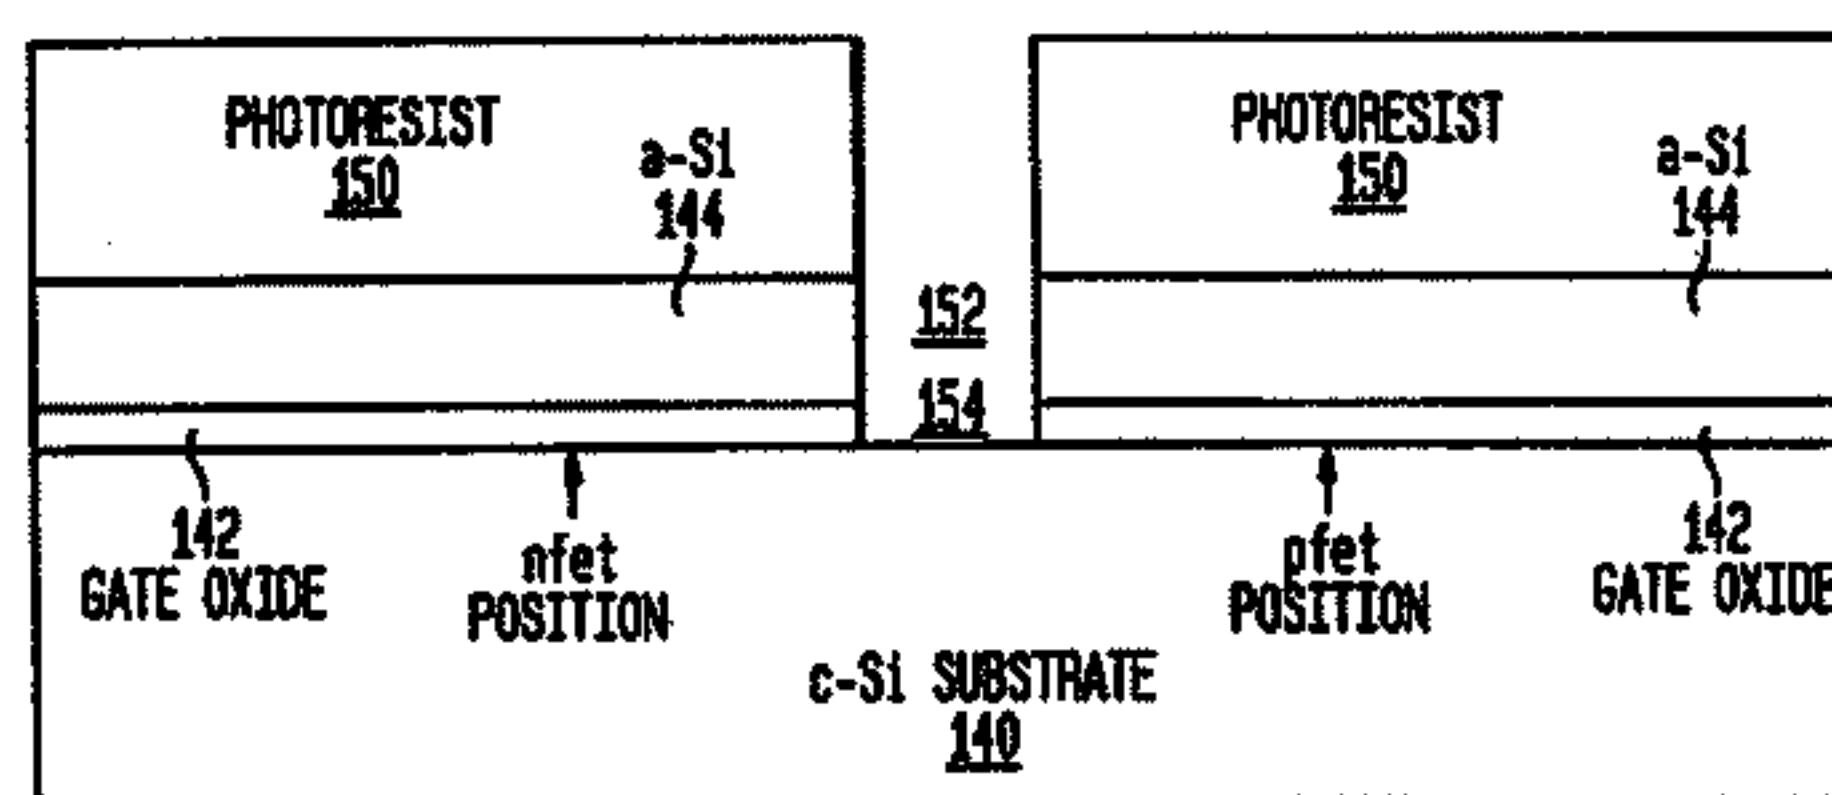 PHOTORESIST
150
a-Si
144
152
154
PHOTORESIST
150
a-Si
144
142
GATE OXIDE
nfet
POSITION
pfet
POSITION
142
GATE OXIDE
c-Si SUBSTRATE
140